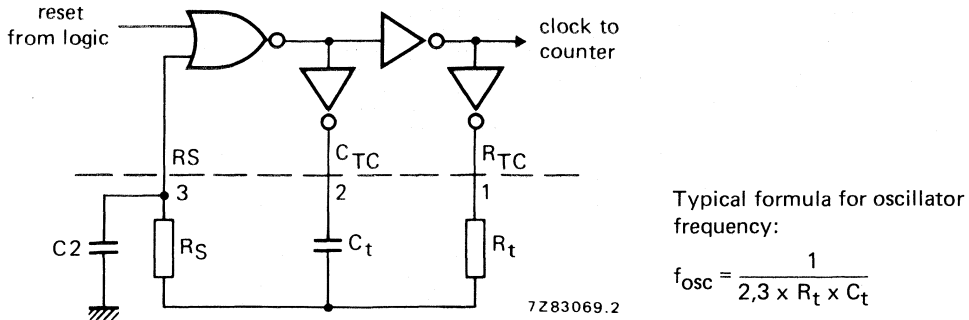 reset
from logic
clock to
counter
RS
C_TC
R_TC
3
2
1
C2
R_S
C_t
R_t
7Z83069.2
Typical formula for oscillator
frequency:
f_osc = 1 / 2,3 x R_t x C_t